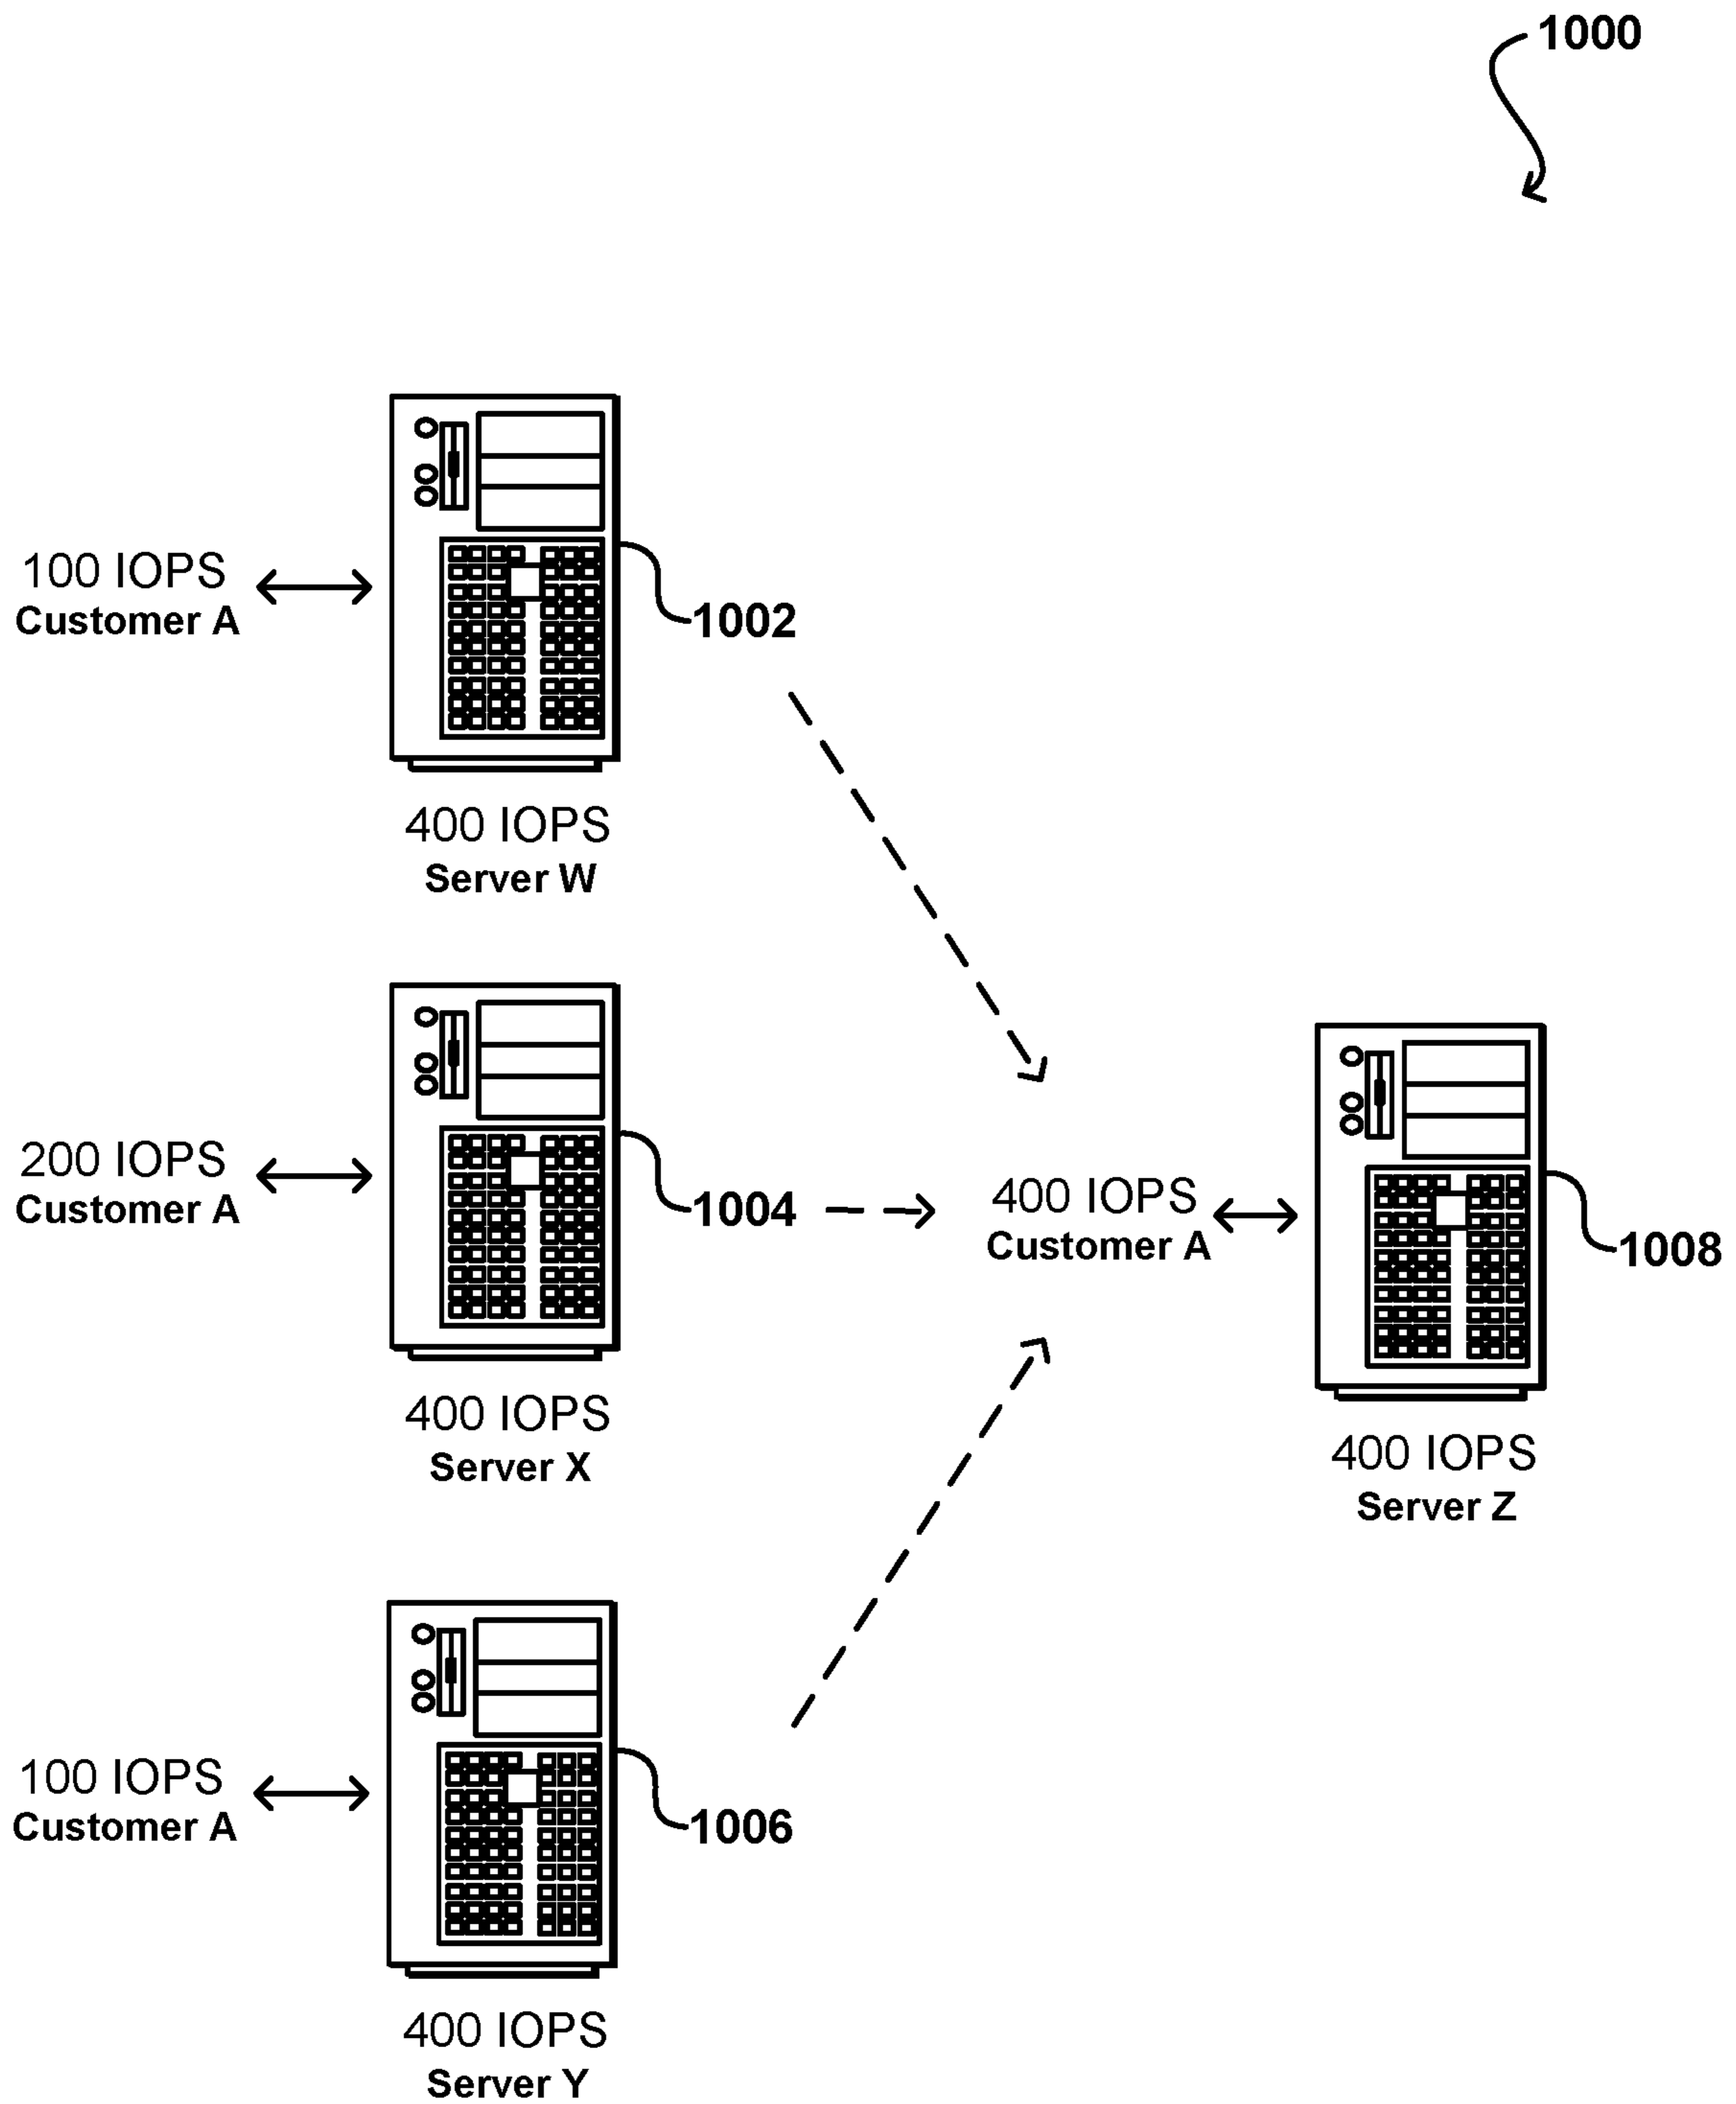 1000
100 IOPS
Customer A
1002
400 IOPS
Server W
200 IOPS
Customer A
1004
400 IOPS
Customer A
1008
400 IOPS
Server X
400 IOPS
Server Z
100 IOPS
Customer A
1006
400 IOPS
Server Y